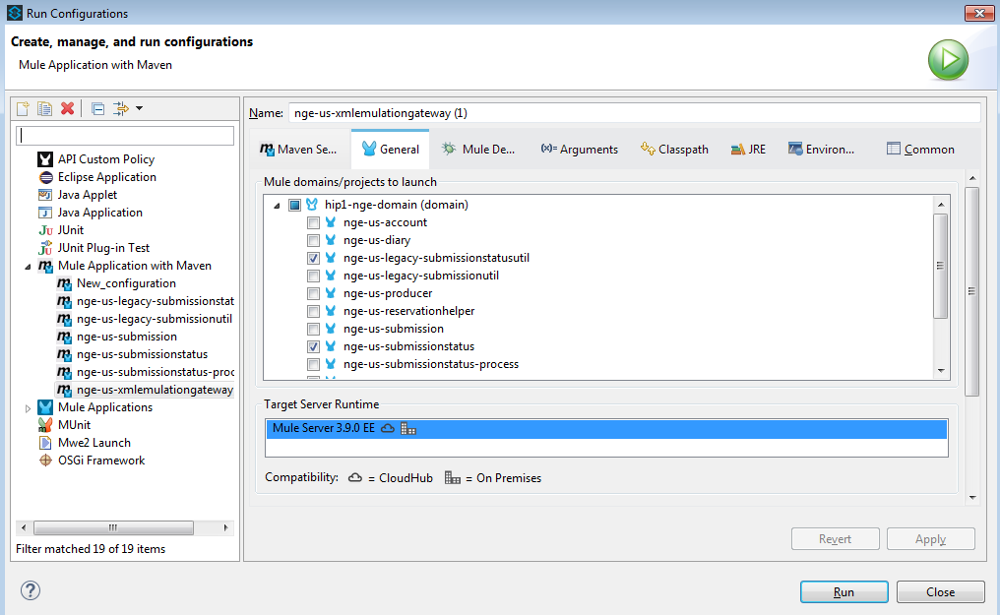 Run Configurations
Create, manage, and run configurations
Mule Application with Maven
API Custom Policy
Eclipse Application
Java Applet
Java Application
JUnit
JUnit Plug-in Test
Mule Application with Maven
New_configuration
nge-us-legacy-submissionstat
nge-us-legacy-submissionutil
nge-us-submission
nge-us-submissionstatus
nge-us-submissionstatus-proc
nge-us-xmlemulationgateway
Mule Applications
MUnit
Mwe2 Launch
OSGi Framework
Filter matched 19 of 19 items
Name: nge-us-xmlemulationgateway (1)
Maven Se... General Mule De... (x)= Arguments Classpath JRE Environ... Common
Mule domains/projects to launch
hip1-nge-domain (domain)
nge-us-account
nge-us-diary
nge-us-legacy-submissionstatusutil
nge-us-legacy-submissionutil
nge-us-producer
nge-us-reservationhelper
nge-us-submission
nge-us-submissionstatus
nge-us-submissionstatus-process
Target Server Runtime
Mule Server 3.9.0 EE
Compatibility: = CloudHub = On Premises
Revert Apply
Run Close